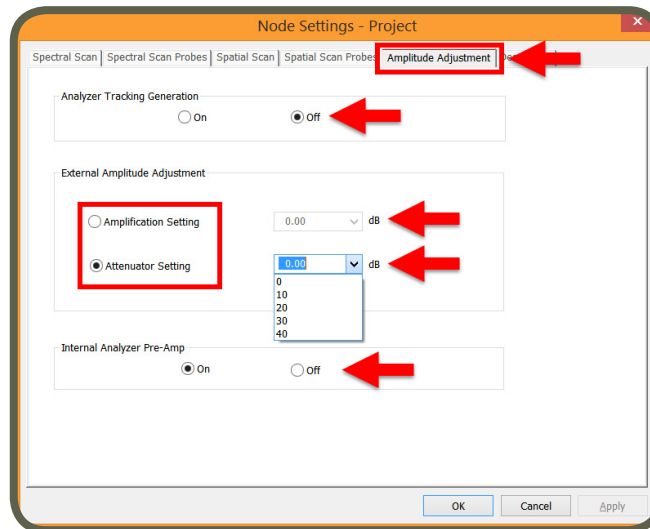 Node Settings - Project
Spectral Scan Spectral Scan Probes Spatial Scan Spatial Scan Probes Amplitude Adjustment
Analyzer Tracking Generation
On Off
External Amplitude Adjustment
Amplification Setting 0.00 dB
Attenuator Setting 0.00 dB
0
10
20
30
40
Internal Analyzer Pre-Amp
On Off
OK Cancel Apply